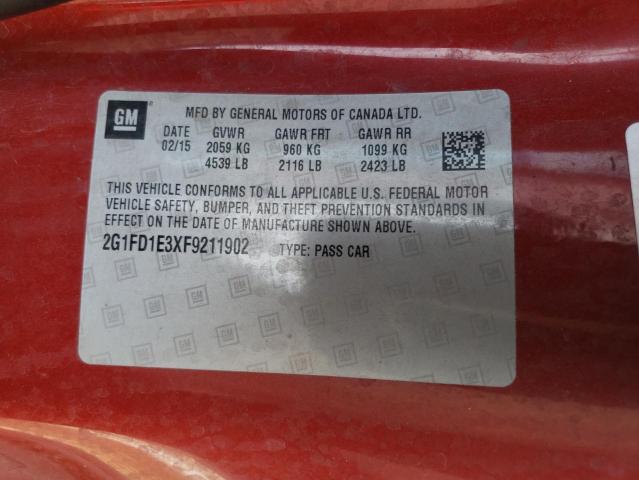 GM
MFD BY GENERAL MOTORS OF CANADA LTD.
DATE GVWR GAWR FRT GAWR RR
02/15 2059 KG 960 KG 1099 KG
4539 LB 2116 LB 2423 LB
THIS VEHICLE CONFORMS TO ALL APPLICABLE U.S. FEDERAL MOTOR
VEHICLE SAFETY, BUMPER, AND THEFT PREVENTION STANDARDS IN
EFFECT ON THE DATE OF MANUFACTURE SHOWN ABOVE.
2G1FD1E3XF9211902 TYPE: PASS CAR